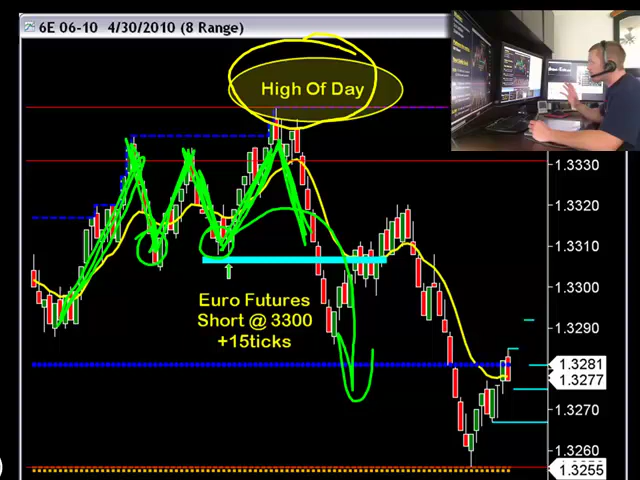 6E 06-10 4/30/2010 (8 Range)
High Of Day
1.3330
1.3320
1.3310
1.3300
1.3290
1.3281
1.3277
1.3270
1.3260
1.3255
Euro Futures
Short @ 3300
+15ticks